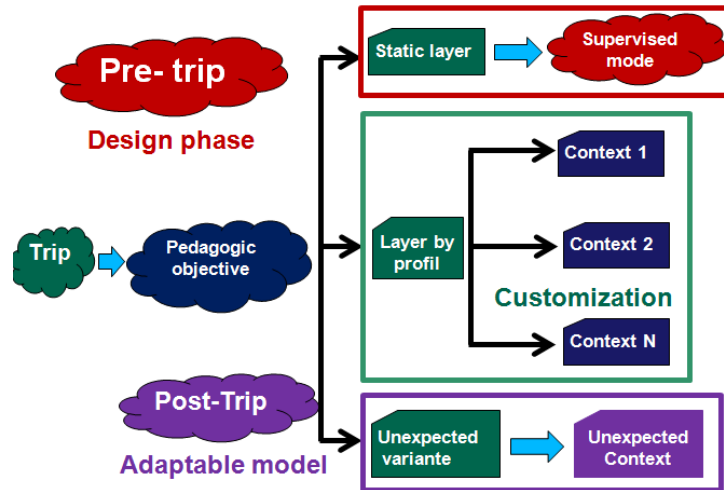 Pre- trip
Design phase
Static layer
Supervised
mode
Trip
Pedagogic
objective
Layer by
profil
Context 1
Context 2
Customization
Context N
Post-Trip
Adaptable model
Unexpected
variante
Unexpected
Context